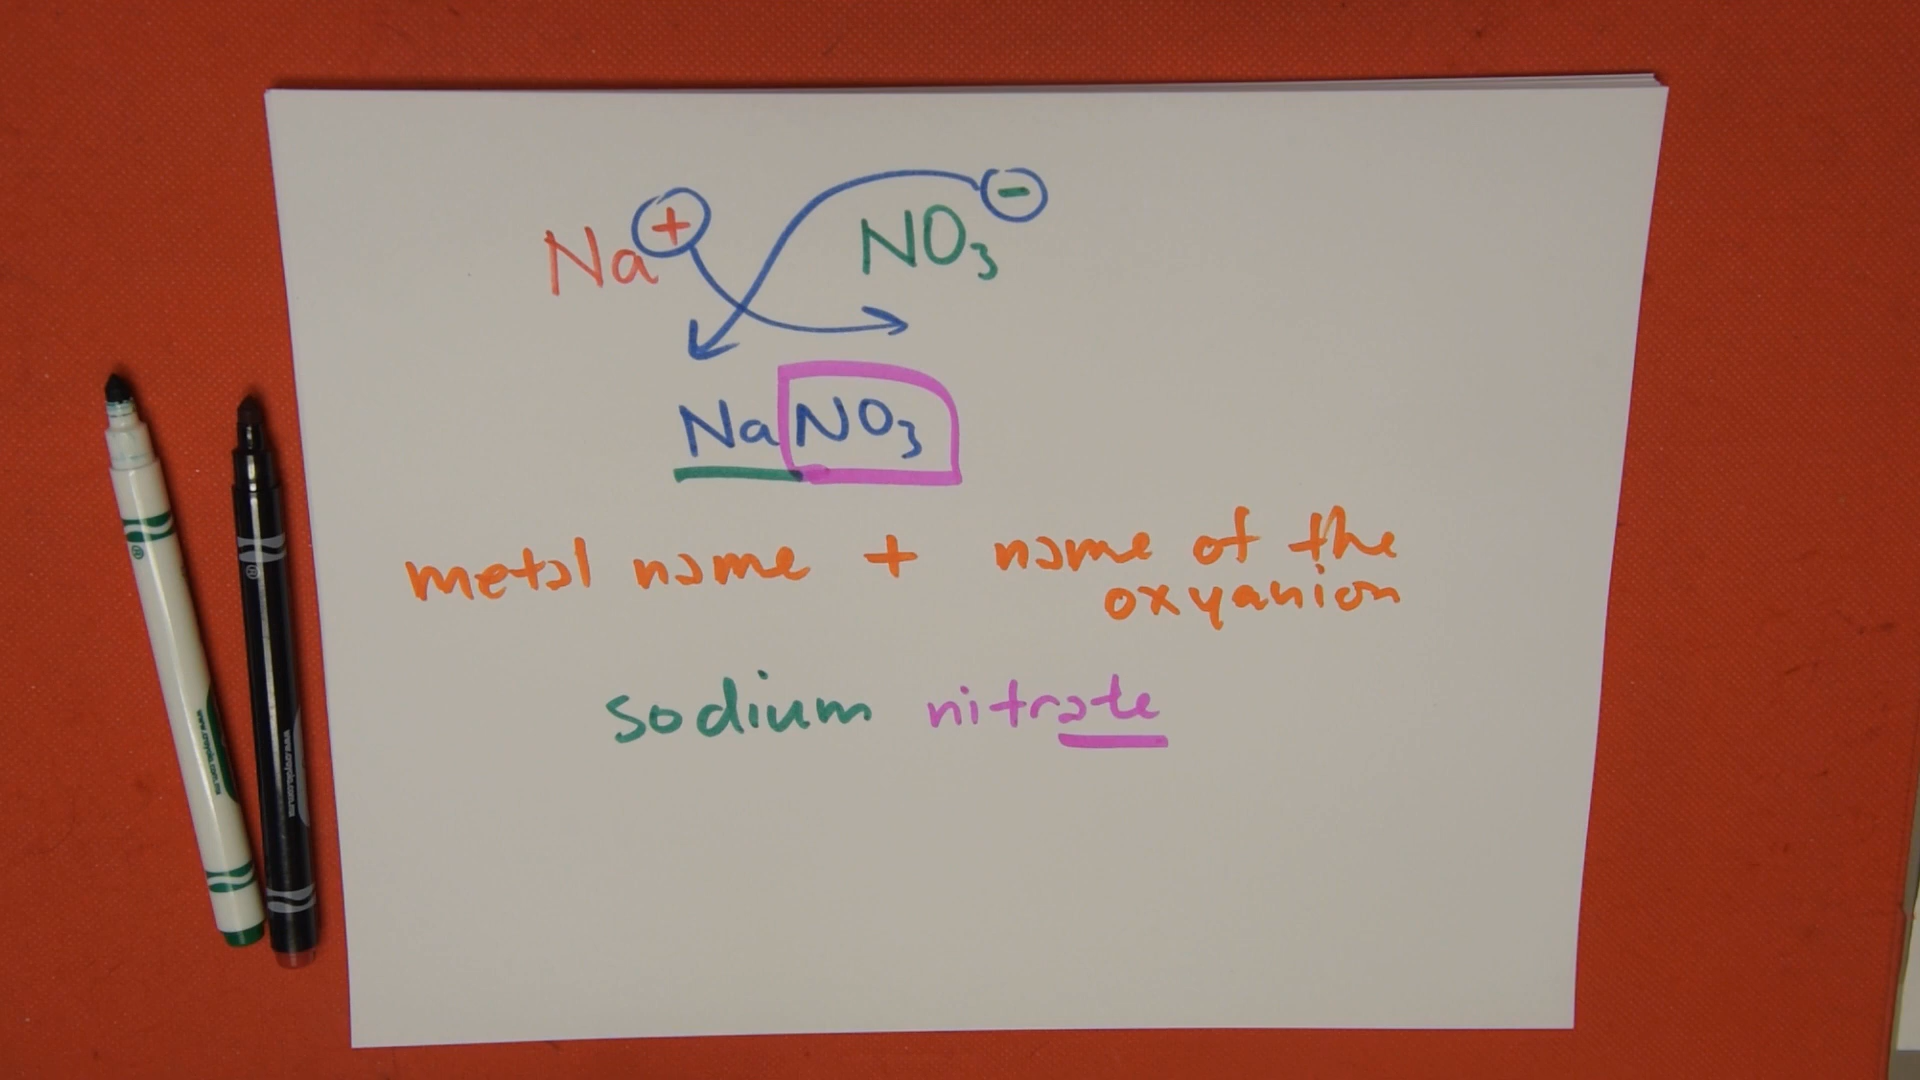 Na⁺ NO₃⁻
NaNO₃
metal name + name of the
oxyanion
sodium nitrate